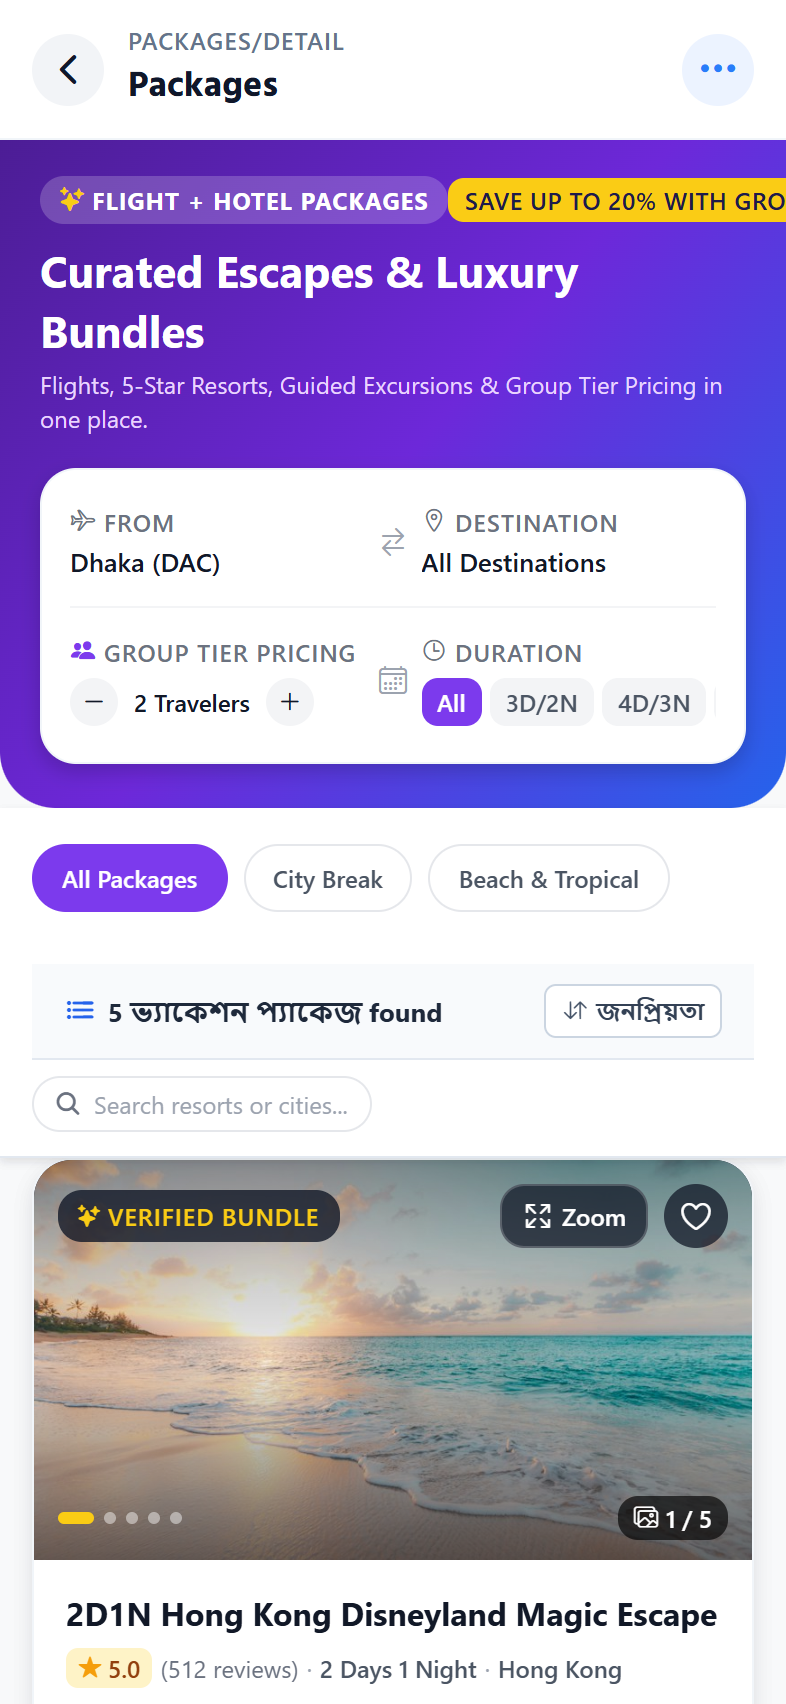 PACKAGES/DETAIL
Packages
FLIGHT + HOTEL PACKAGES
SAVE UP TO 20% WITH GRO
Curated Escapes & Luxury
Bundles
Flights, 5-Star Resorts, Guided Excursions & Group Tier Pricing in
one place.
FROM
DESTINATION
Dhaka (DAC)
All Destinations
GROUP TIER PRICING
DURATION
2 Travelers
All 3D/2N 4D/3N
All Packages City Break Beach & Tropical
5 ভ্যাকেশন প্যাকেজ found
জনপ্রিয়তা
Search resorts or cities...
VERIFIED BUNDLE
Zoom
1 / 5
2D1N Hong Kong Disneyland Magic Escape
5.0 (512 reviews) · 2 Days 1 Night · Hong Kong